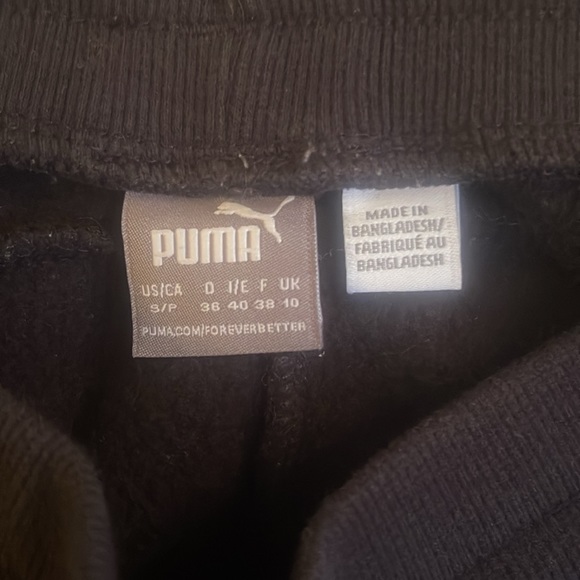 PUMA
US/CA D I/E F UK
S/P 36 40 38 10
PUMA.COM/FOREVERBETTER
MADE IN
BANGLADESH/
FABRIQUÉ AU
BANGLADESH